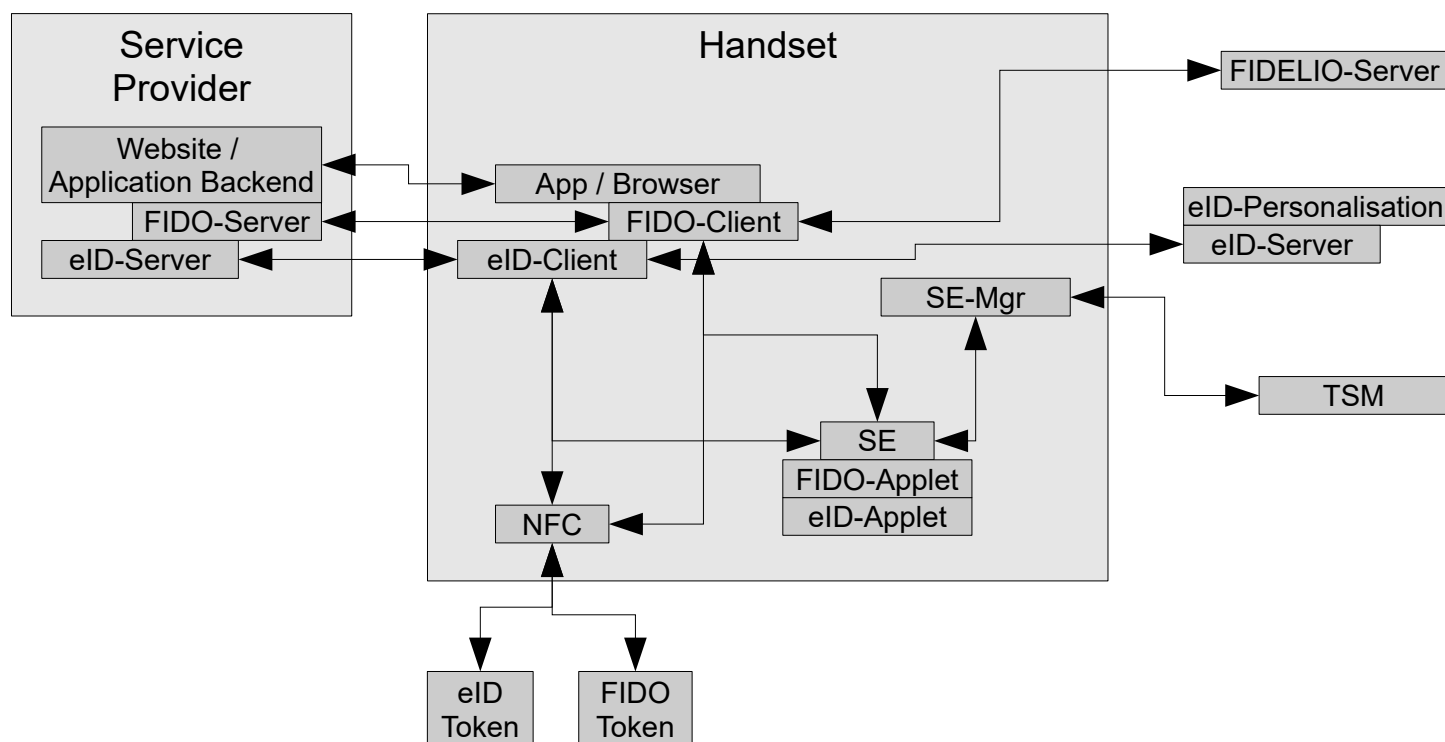 Service
Provider
Website /
Application Backend
FIDO-Server
eID-Server
Handset
App / Browser
FIDO-Client
eID-Client
SE-Mgr
SE
FIDO-Applet
eID-Applet
NFC
FIDELIO-Server
eID-Personalisation
eID-Server
TSM
eID
Token
FIDO
Token